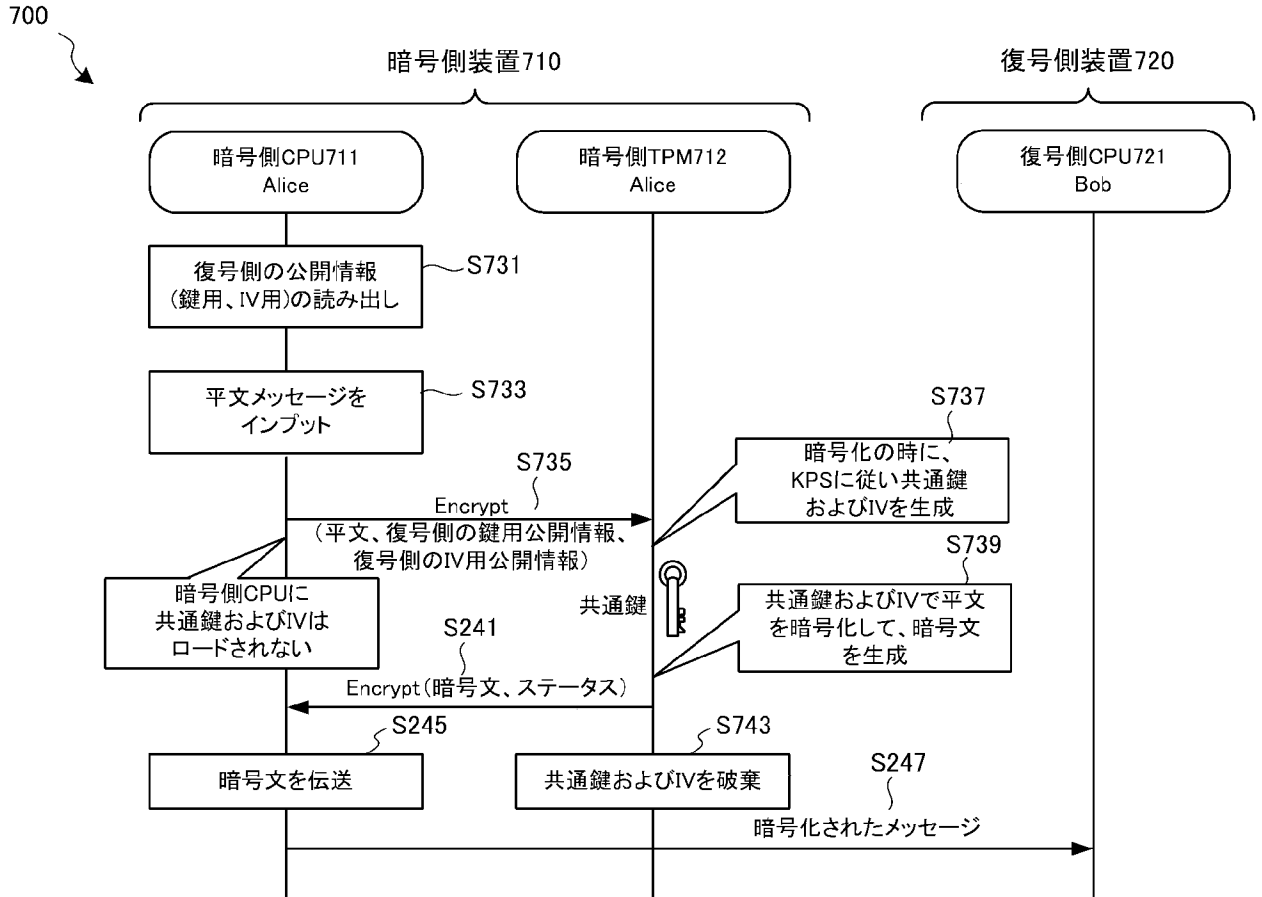 700
暗号側装置710
復号側装置720
暗号側CPU711
Alice
暗号側TPM712
Alice
復号側CPU721
Bob
復号側の公開情報
(鍵用、IV用)の読み出し
S731
平文メッセージを
インプット
S733
S737
暗号化の時に、
KPSに従い共通鍵
およびIVを生成
S735
Encrypt
(平文、復号側の鍵用公開情報、
復号側のIV用公開情報)
暗号側CPUに
共通鍵およびIVは
ロードされない
共通鍵
S739
共通鍵およびIVで平文
を暗号化して、暗号文
を生成
S241
Encrypt(暗号文、ステータス)
S245
暗号文を伝送
S743
共通鍵およびIVを破棄
S247
暗号化されたメッセージ